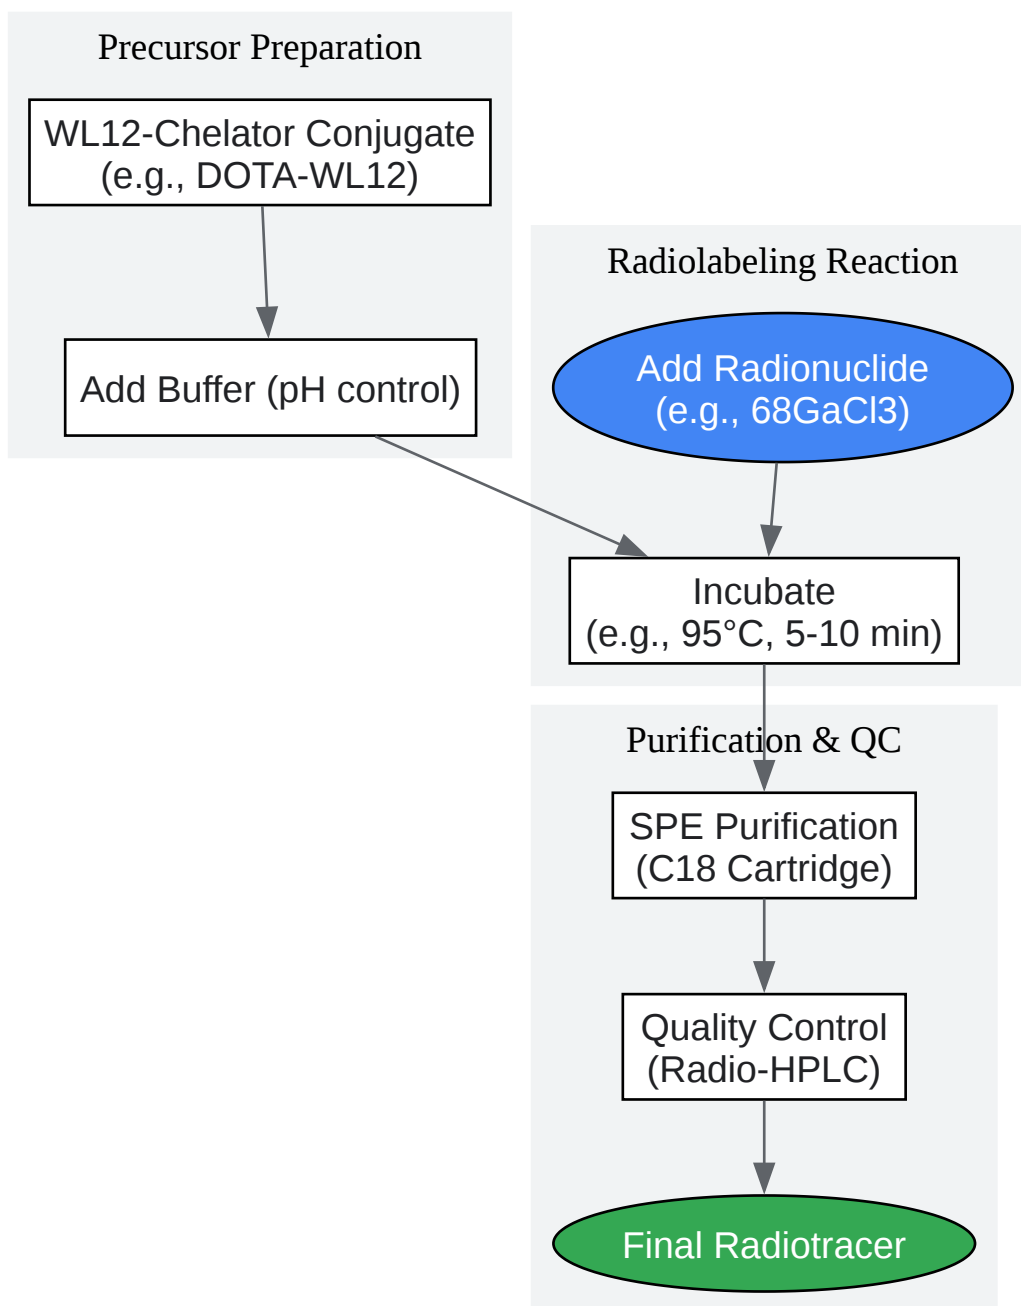 Precursor Preparation
WL12-Chelator Conjugate
(e.g., DOTA-WL12)
Add Buffer (pH control)
Radiolabeling Reaction
Add Radionuclide
(e.g., 68GaCl3)
Incubate
(e.g., 95°C, 5-10 min)
Purification & QC
SPE Purification
(C18 Cartridge)
Quality Control
(Radio-HPLC)
Final Radiotracer